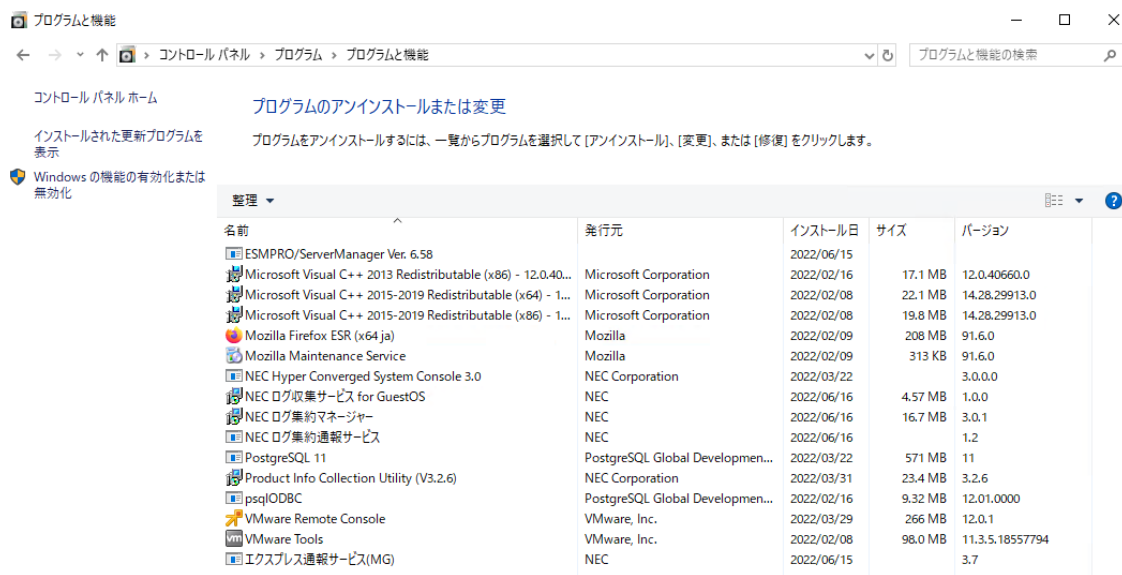 プログラムと機能
コントロール パネル › プログラム › プログラムと機能
プログラムと機能の検索
コントロール パネル ホーム
インストールされた更新プログラムを
表示
Windows の機能の有効化または
無効化
プログラムのアンインストールまたは変更
プログラムをアンインストールするには、一覧からプログラムを選択して [アンインストール]、[変更]、または [修復] をクリックします。
整理
名前 発行元 インストール日 サイズ バージョン
ESMPRO/ServerManager Ver. 6.58 2022/06/15
Microsoft Visual C++ 2013 Redistributable (x86) - 12.0.40... Microsoft Corporation 2022/02/16 17.1 MB 12.0.40660.0
Microsoft Visual C++ 2015-2019 Redistributable (x64) - 1... Microsoft Corporation 2022/02/08 22.1 MB 14.28.29913.0
Microsoft Visual C++ 2015-2019 Redistributable (x86) - 1... Microsoft Corporation 2022/02/08 19.8 MB 14.28.29913.0
Mozilla Firefox ESR (x64 ja) Mozilla 2022/02/09 208 MB 91.6.0
Mozilla Maintenance Service Mozilla 2022/02/09 313 KB 91.6.0
NEC Hyper Converged System Console 3.0 NEC Corporation 2022/03/22 3.0.0.0
NEC ログ収集サービス for GuestOS NEC 2022/06/16 4.57 MB 1.0.0
NEC ログ集約マネージャー NEC 2022/06/16 16.7 MB 3.0.1
NEC ログ集約通報サービス NEC 2022/06/16 1.2
PostgreSQL 11 PostgreSQL Global Developmen... 2022/03/22 571 MB 11
Product Info Collection Utility (V3.2.6) NEC Corporation 2022/03/31 23.4 MB 3.2.6
psqlODBC PostgreSQL Global Developmen... 2022/02/16 9.32 MB 12.01.0000
VMware Remote Console VMware, Inc. 2022/03/29 266 MB 12.0.1
vm VMware Tools VMware, Inc. 2022/02/08 98.0 MB 11.3.5.18557794
エクスプレス通報サービス(MG) NEC 2022/06/15 3.7